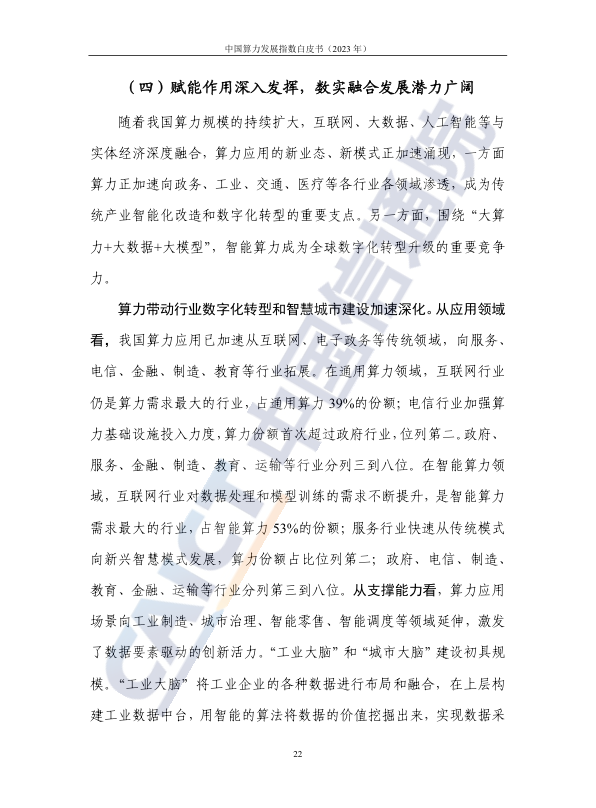 中国算力发展指数白皮书（2023 年）
（四）赋能作用深入发挥，数实融合发展潜力广阔
随着我国算力规模的持续扩大，互联网、大数据、人工智能等与
实体经济深度融合，算力应用的新业态、新模式正加速涌现，一方面
算力正加速向政务、工业、交通、医疗等各行业各领域渗透，成为传
统产业智能化改造和数字化转型的重要支点。另一方面，围绕“大算
力+大数据+大模型”，智能算力成为全球数字化转型升级的重要竞争
力。
算力带动行业数字化转型和智慧城市建设加速深化。从应用领域
看，我国算力应用已加速从互联网、电子政务等传统领域，向服务、
电信、金融、制造、教育等行业拓展。在通用算力领域，互联网行业
仍是算力需求最大的行业，占通用算力 39%的份额；电信行业加强算
力基础设施投入力度，算力份额首次超过政府行业，位列第二。政府、
服务、金融、制造、教育、运输等行业分列三到八位。在智能算力领
域，互联网行业对数据处理和模型训练的需求不断提升，是智能算力
需求最大的行业，占智能算力 53%的份额；服务行业快速从传统模式
向新兴智慧模式发展，算力份额占比位列第二； 政府、电信、制造、
教育、金融、运输等行业分列第三到八位。从支撑能力看，算力应用
场景向工业制造、城市治理、智能零售、智能调度等领域延伸，激发
了数据要素驱动的创新活力。“工业大脑”和“城市大脑”建设初具规
模。“工业大脑” 将工业企业的各种数据进行布局和融合，在上层构
建工业数据中台，用智能的算法将数据的价值挖掘出来，实现数据采
22
CAICT 中国信通院